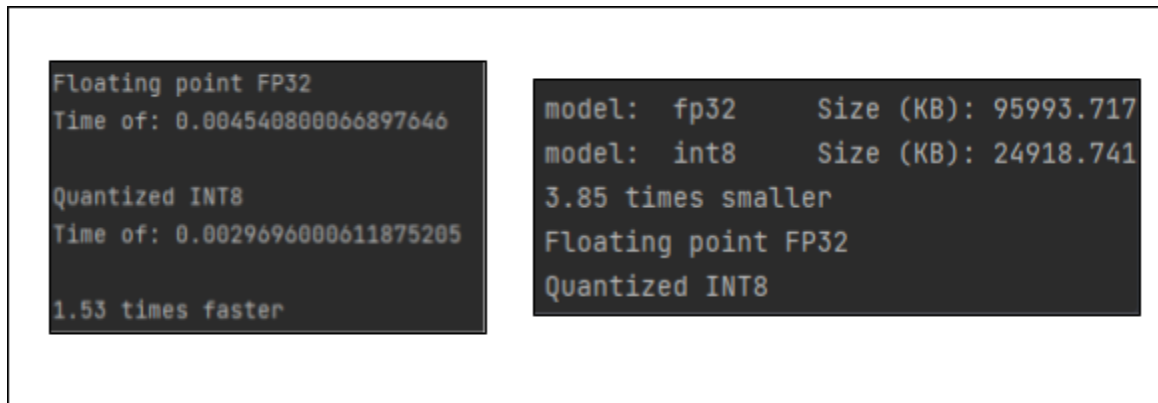 Floating point FP32
Time of: 0.004540800066897646
Quantized INT8
Time of: 0.0029696000611875205
1.53 times faster
model: fp32 Size (KB): 95993.717
model: int8 Size (KB): 24918.741
3.85 times smaller
Floating point FP32
Quantized INT8